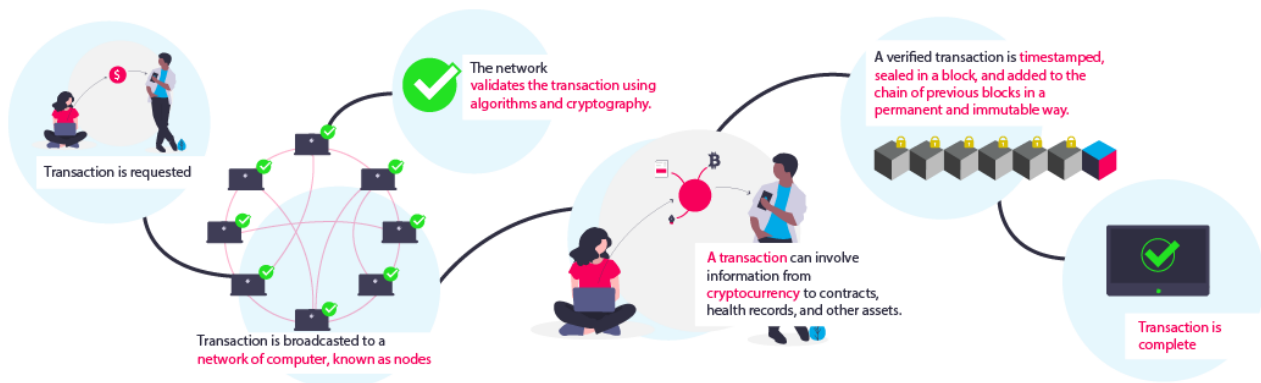 Transaction is requested
Transaction is broadcasted to a
network of computer, known as nodes
The network
validates the transaction using
algorithms and cryptography.
A transaction can involve
information from
cryptocurrency to contracts,
health records, and other assets.
A verified transaction is timestamped,
sealed in a block, and added to the
chain of previous blocks in a
permanent and immutable way.
Transaction is
complete